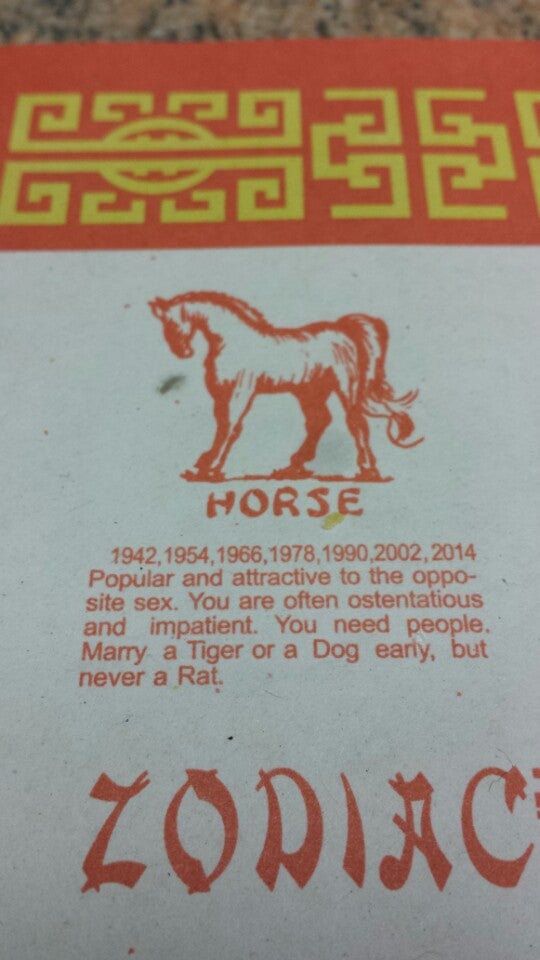 HORSE
1942,1954,1966,1978,1990,2002,2014
Popular and attractive to the oppo-
site sex. You are often ostentatious
and impatient. You need people.
Marry a Tiger or a Dog early, but
never a Rat.
ZODIAC